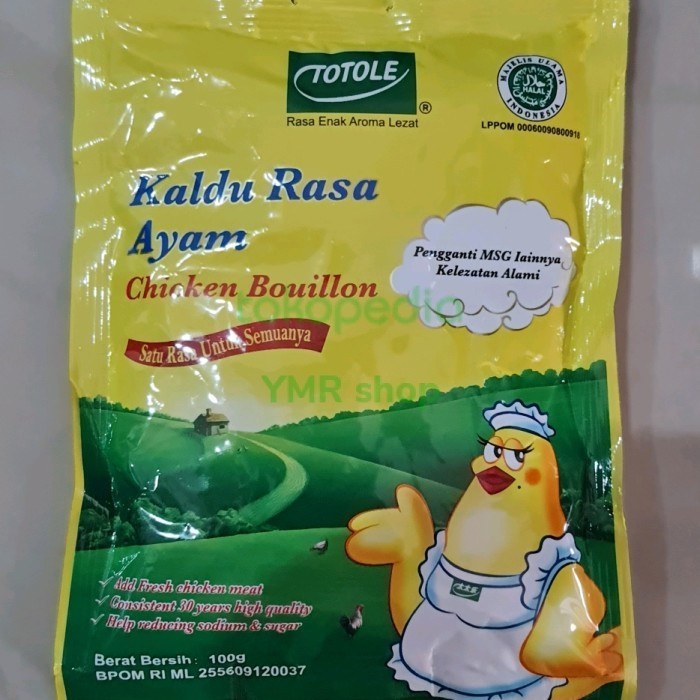 TOTOLE
®
Rasa Enak Aroma Lezat
MAJELIS ULAMA
HALAL
INDONESIA
LPPOM 00060090800918
Kaldu Rasa
Ayam
Chicken Bouillon
Pengganti MSG lainnya
Kelezatan Alami
tokopedia
Satu Rasa Untuk Semuanya
YMR shop
Add Fresh chicken meat
Consistent 30 years high quality
Help reducing sodium & sugar
Berat Bersih : 100g
BPOM RI ML 255609120037